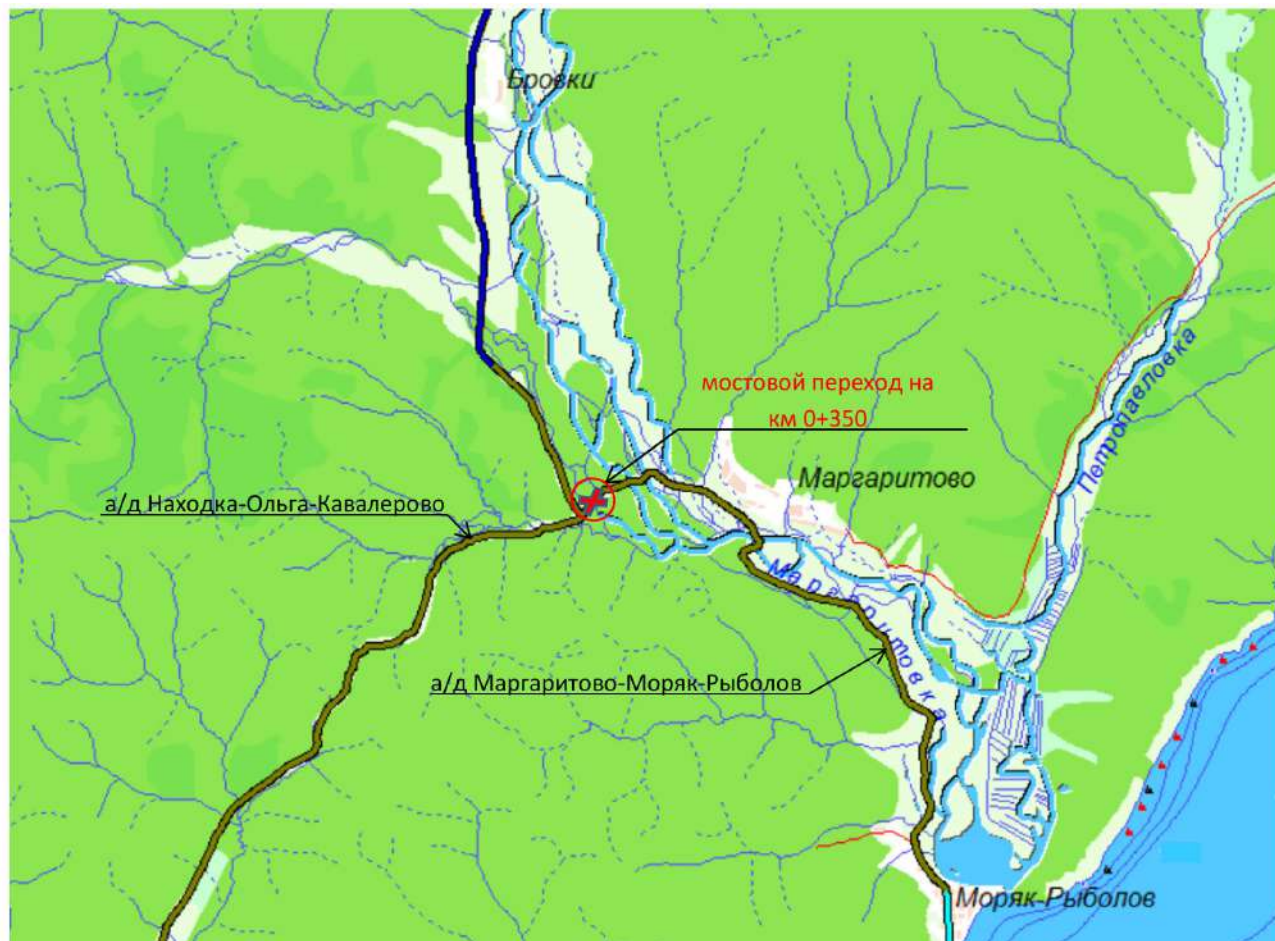 Бровки
мостовой переход на
км 0+350
Петропавловка
Маргаритово
а/д Находка-Ольга-Кавалерово
Маргаритовка
а/д Маргаритово-Моряк-Рыболов
Моряк-Рыболов